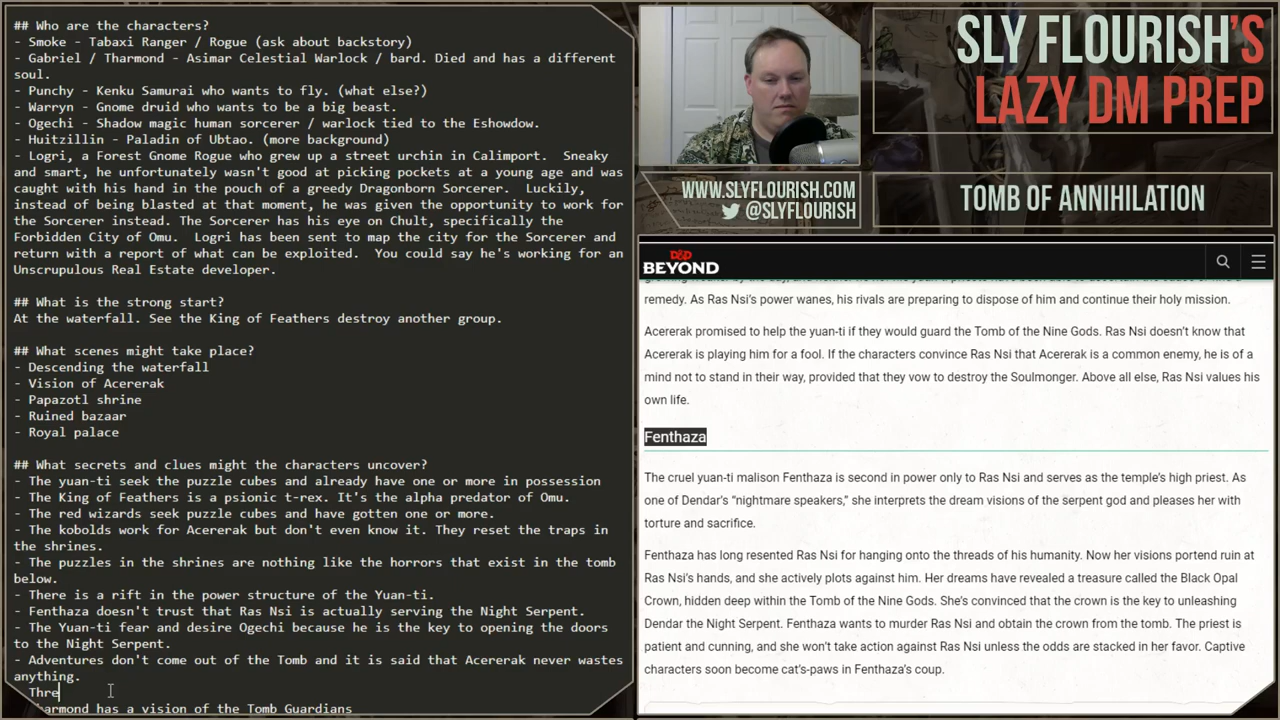 ## Who are the characters?
- Smoke - Tabaxi Ranger / Rogue (ask about backstory)
- Gabriel / Tharmond - Asimar Celestial Warlock / bard. Died and has a different
soul.
- Punchy - Kenku Samurai who wants to fly. (what else?)
- Warryn - Gnome druid who wants to be a big beast.
- Ogechi - Shadow magic human sorcerer / warlock tied to the Eshowdow.
- Huitzillin - Paladin of Ubtao. (more background)
- Logri, a Forest Gnome Rogue who grew up a street urchin in Calimport.  Sneaky
and smart, he unfortunately wasn't good at picking pockets at a young age and was
caught with his hand in the pouch of a greedy Dragonborn Sorcerer.  Luckily,
instead of being blasted at that moment, he was given the opportunity to work for
the Sorcerer instead. The Sorcerer has his eye on Chult, specifically the
Forbidden City of Omu.  Logri has been sent to map the city for the Sorcerer and
return with a report of what can be exploited.  You could say he's working for an
Unscrupulous Real Estate developer.
## What is the strong start?
At the waterfall. See the King of Feathers destroy another group.
## What scenes might take place?
- Descending the waterfall
- Vision of Acererak
- Papazotl shrine
- Ruined bazaar
- Royal palace
## What secrets and clues might the characters uncover?
- The yuan-ti seek the puzzle cubes and already have one or more in possession
- The King of Feathers is a psionic t-rex. It's the alpha predator of Omu.
- The red wizards seek puzzle cubes and have gotten one or more.
- The kobolds work for Acererak but don't even know it. They reset the traps in
the shrines.
- The puzzles in the shrines are nothing like the horrors that exist in the tomb
below.
- There is a rift in the power structure of the Yuan-ti.
- Fenthaza doesn't trust that Ras Nsi is actually serving the Night Serpent.
- The Yuan-ti fear and desire Ogechi because he is the key to opening the doors
to the Night Serpent.
- Adventures don't come out of the Tomb and it is said that Acererak never wastes
anything.
Thre
has a vision of the Tomb Guardians
SLY FLOURISH'S
LAZY DM PREP
WWW.SLYFLOURISH.COM
@SLYFLOURISH
TOMB OF ANNIHILATION
D&D
BEYOND
remedy. As Ras Nsi's power wanes, his rivals are preparing to dispose of him and continue their holy mission.
Acererak promised to help the yuan-ti if they would guard the Tomb of the Nine Gods. Ras Nsi doesn't know that
Acererak is playing him for a fool. If the characters convince Ras Nsi that Acererak is a common enemy, he is of a
mind not to stand in their way, provided that they vow to destroy the Soulmonger. Above all else, Ras Nsi values his
own life.
Fenthaza
The cruel yuan-ti malison Fenthaza is second in power only to Ras Nsi and serves as the temple's high priest. As
one of Dendar's "nightmare speakers," she interprets the dream visions of the serpent god and pleases her with
torture and sacrifice.
Fenthaza has long resented Ras Nsi for hanging onto the threads of his humanity. Now her visions portend ruin at
Ras Nsi's hands, and she actively plots against him. Her dreams have revealed a treasure called the Black Opal
Crown, hidden deep within the Tomb of the Nine Gods. She's convinced that the crown is the key to unleashing
Dendar the Night Serpent. Fenthaza wants to murder Ras Nsi and obtain the crown from the tomb. The priest is
patient and cunning, and she won't take action against Ras Nsi unless the odds are stacked in her favor. Captive
characters soon become cat's-paws in Fenthaza's coup.